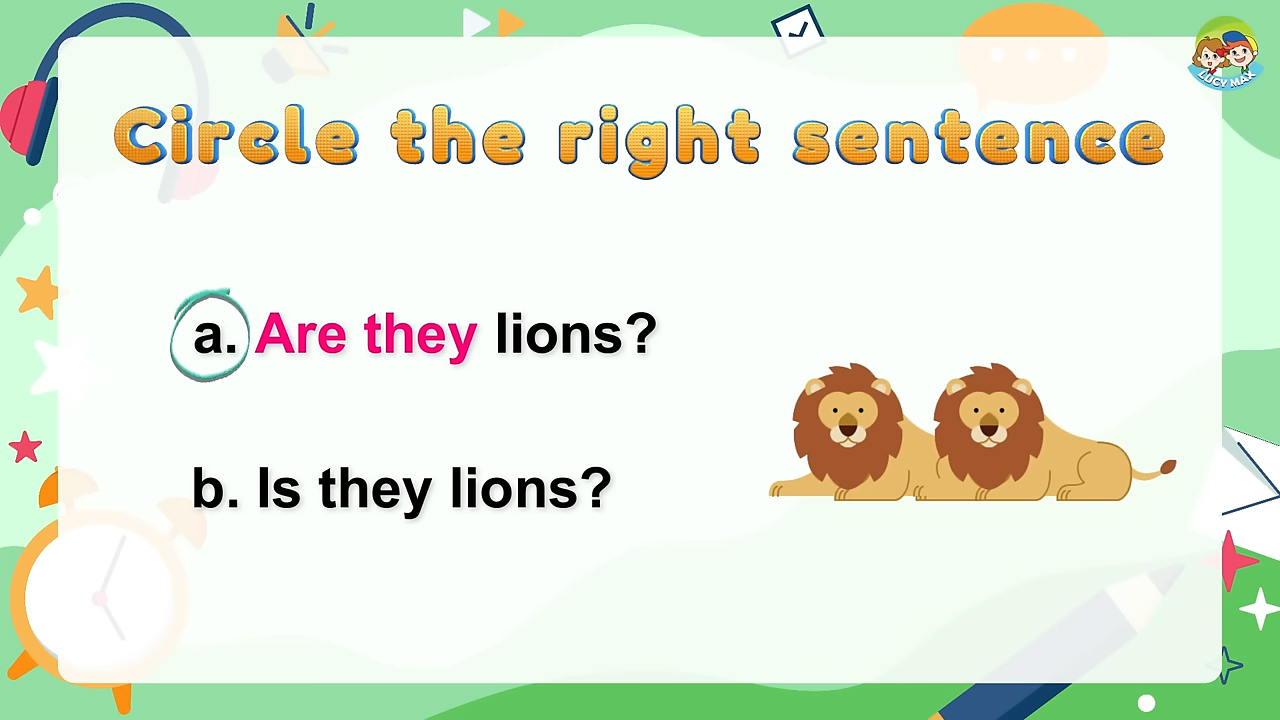 LUCY MAX
Circle the right sentence
a. Are they lions?
b. Is they lions?